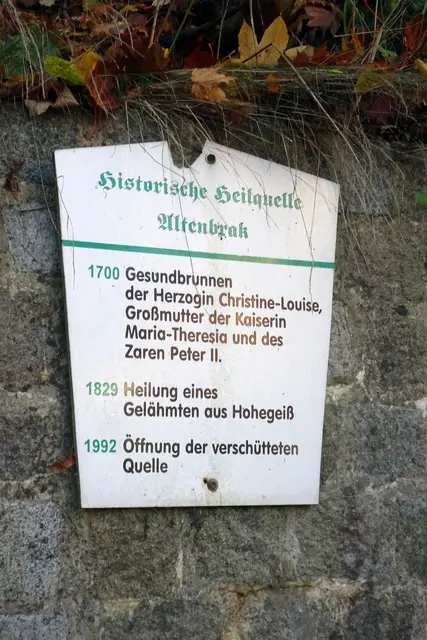 Historische Heilquelle
Altenbrak
1700 Gesundbrunnen
der Herzogin Christine-Louise,
Großmutter der Kaiserin
Maria-Theresia und des
Zaren Peter II.
1829 Heilung eines
Gelähmten aus Hohegeiß
1992 Öffnung der verschütteten
Quelle